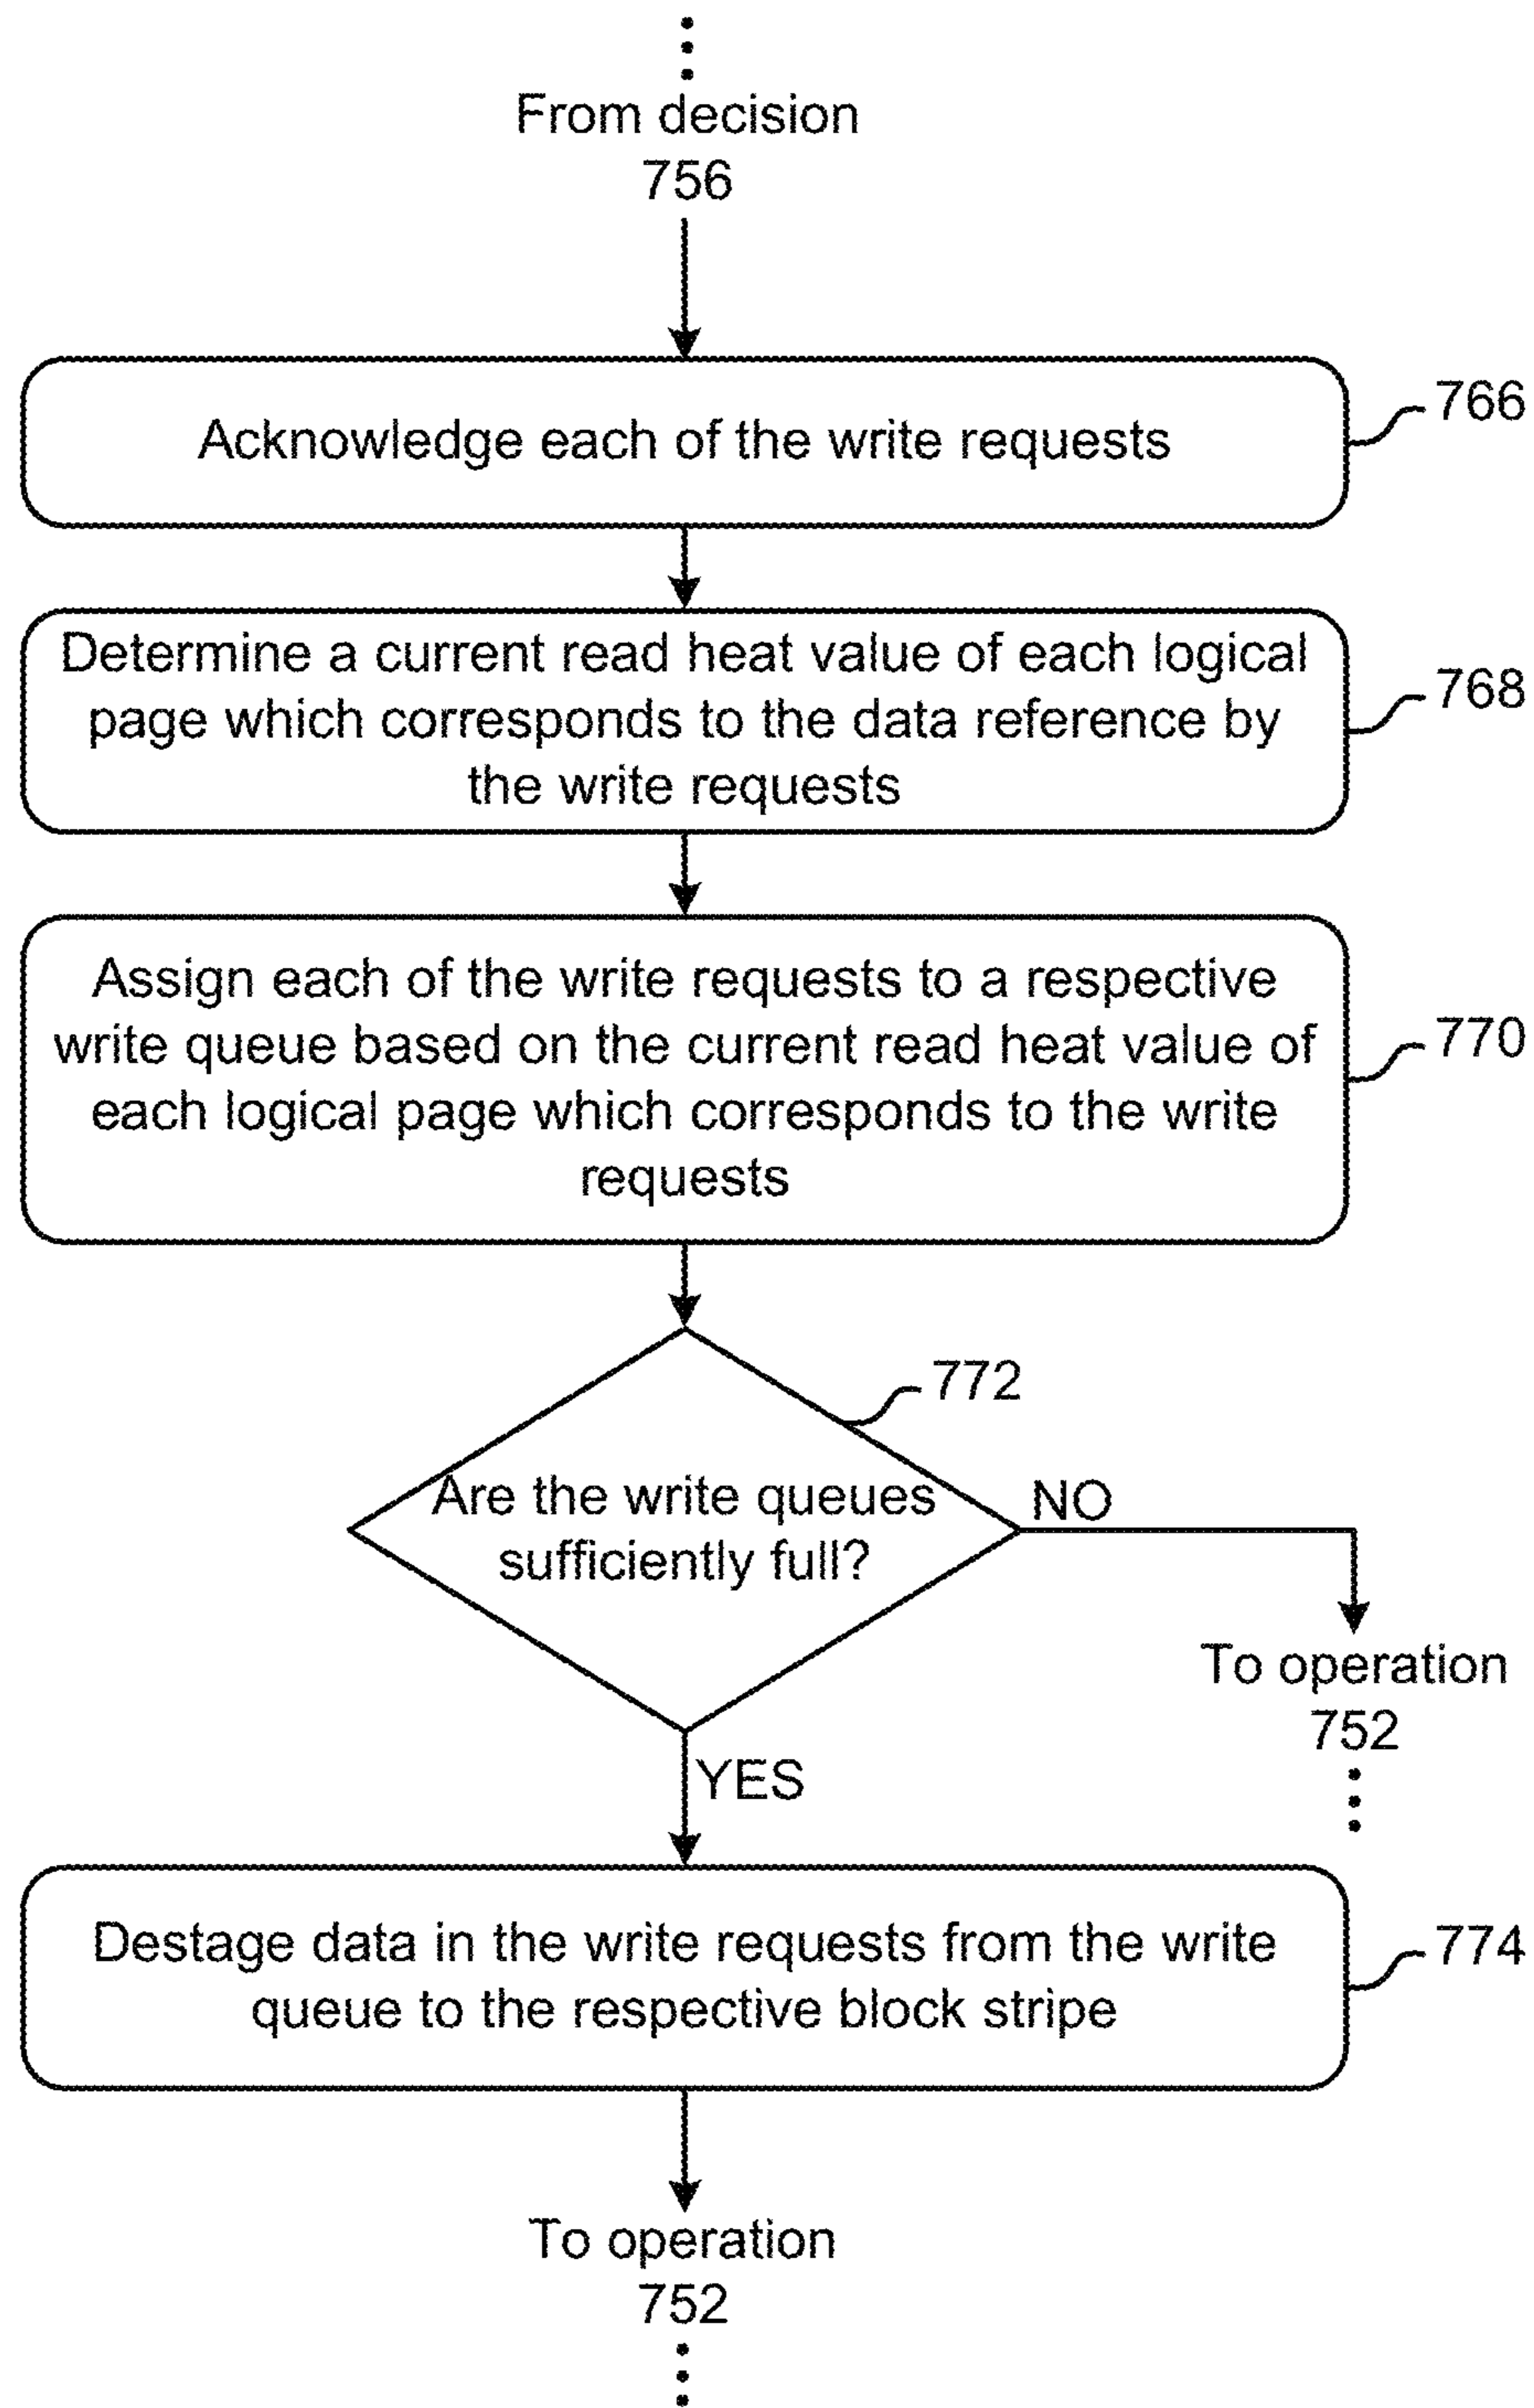 From decision
756
Acknowledge each of the write requests
766
Determine a current read heat value of each logical
page which corresponds to the data reference by
the write requests
768
Assign each of the write requests to a respective
write queue based on the current read heat value of
each logical page which corresponds to the write
requests
770
772
Are the write queues
sufficiently full?
NO
To operation
752
YES
Destage data in the write requests from the write
queue to the respective block stripe
774
To operation
752